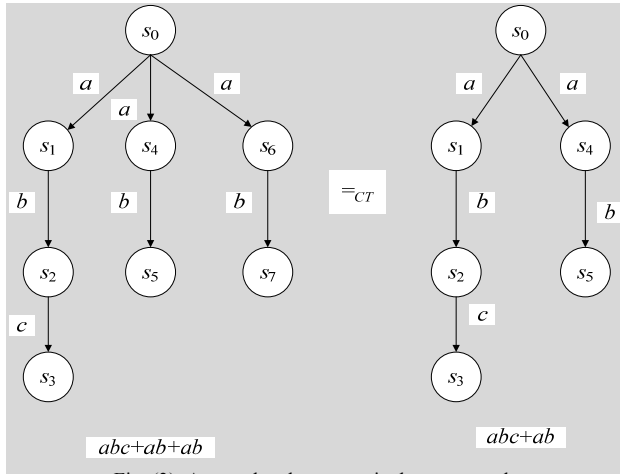 s0 s0
a a a a a
s1 s4 s6 =CT s1 s4
b b b b b
s2 s5 s7 s2 s5
c c
s3 s3
abc+ab+ab abc+ab